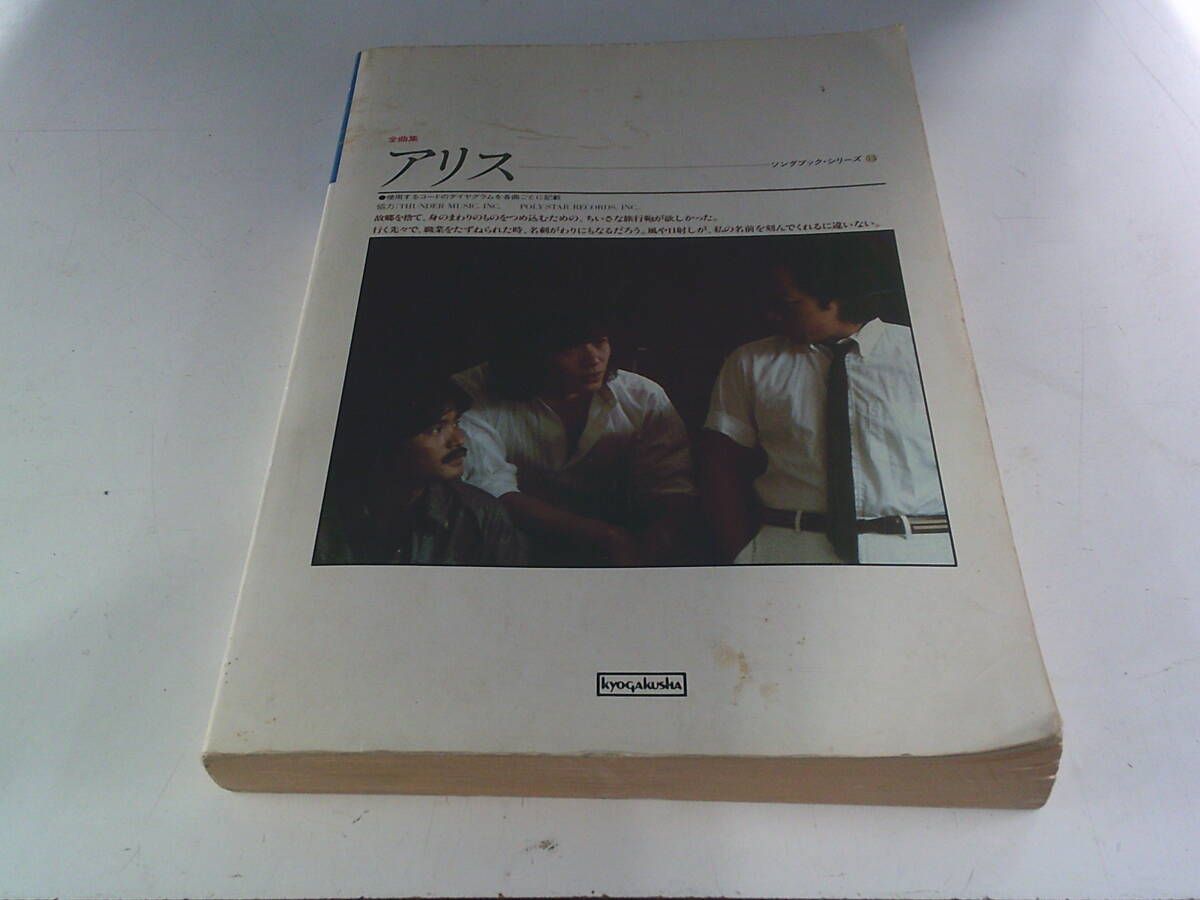 全曲集
アリス
ソングブック・シリーズ
●使用するコードのダイヤグラムを各曲ごとに記載
協力/THUNDER MUSIC, INC. POLYSTAR RECORDS, INC.
故郷を捨て、身のまわりのものをつめ込むための、ちいさな旅行鞄が欲しかった。
行く先々で、職業をたずねられた時、名刺がわりにもなるだろう。風や日射しが、私の名前を刻んでくれるに違いない。
kyogakusha